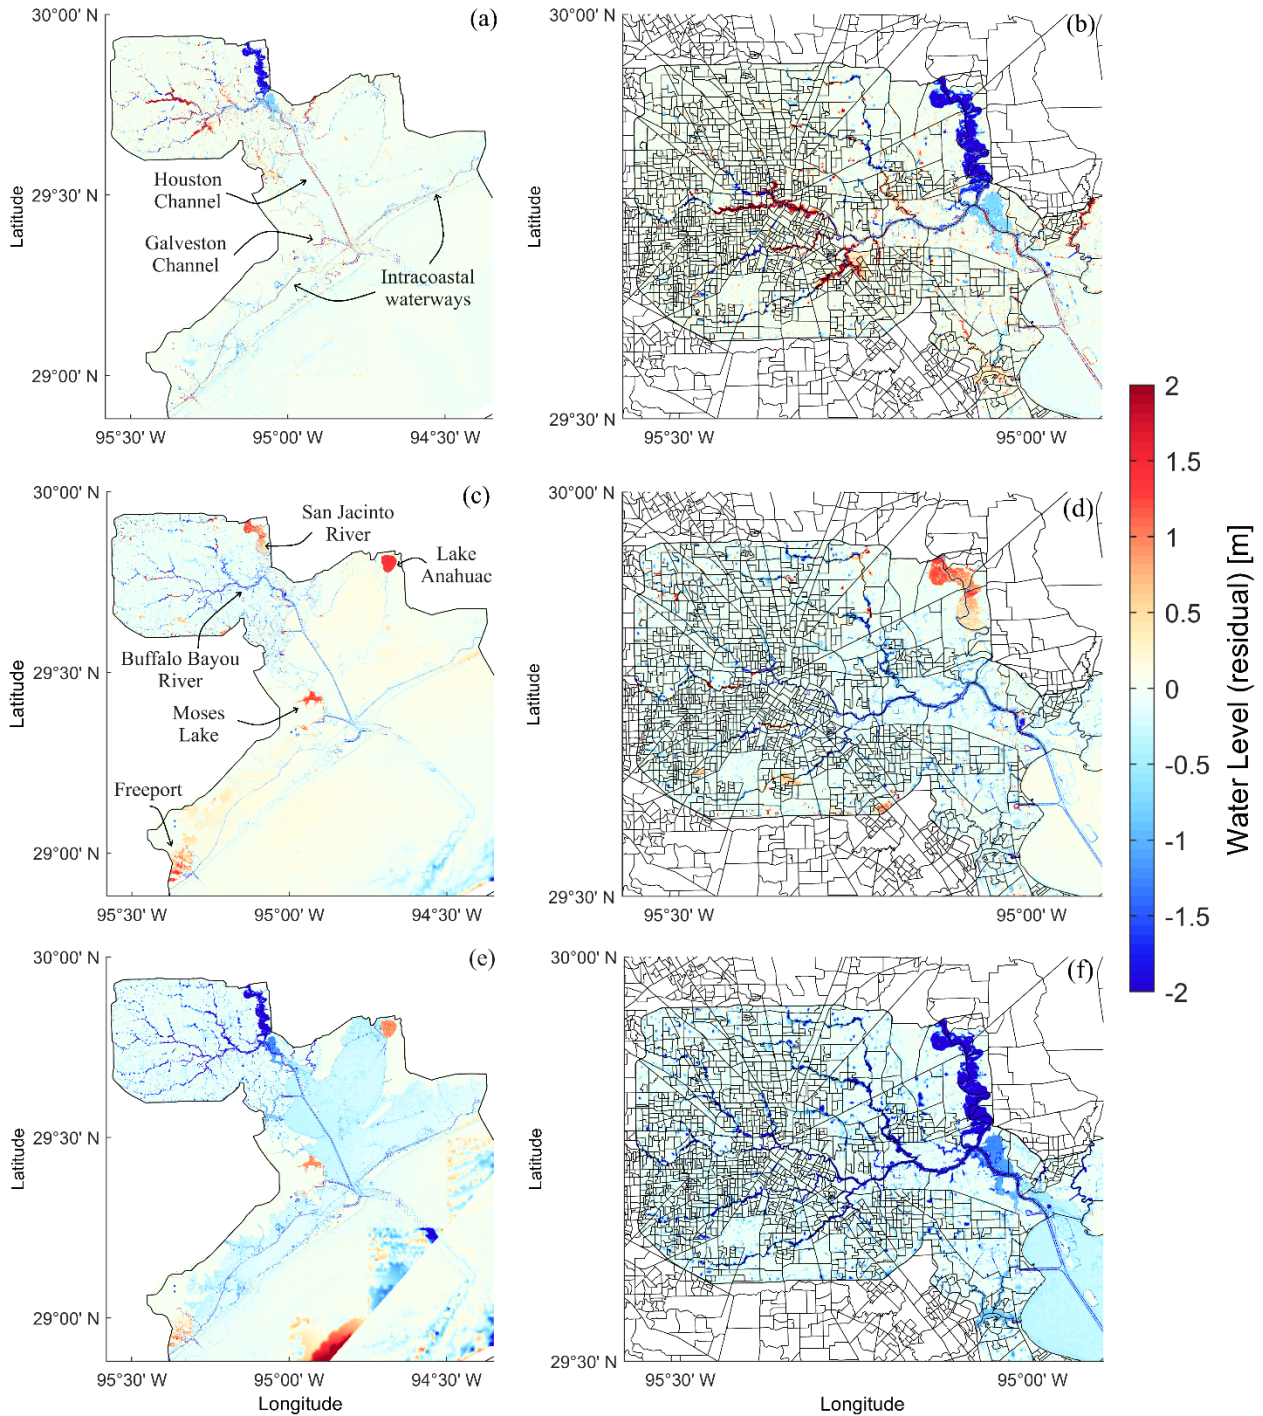 (a)
30°00' N
29°30' N
29°00' N
Latitude
Houston
Channel
Galveston
Channel
Intracoastal
waterways
95°30' W
95°00' W
94°30' W
(b)
30°00' N
29°30' N
Latitude
95°30' W
95°00' W
(c)
30°00' N
29°30' N
29°00' N
Latitude
San Jacinto
River
Lake
Anahuac
Buffalo Bayou
River
Moses
Lake
Freeport
95°30' W
95°00' W
94°30' W
(d)
30°00' N
29°30' N
Latitude
95°30' W
95°00' W
(e)
30°00' N
29°30' N
29°00' N
Latitude
95°30' W
95°00' W
94°30' W
Longitude
(f)
30°00' N
29°30' N
Latitude
95°30' W
95°00' W
Longitude
2
1.5
1
0.5
0
-0.5
-1
-1.5
-2
Water Level (residual) [m]